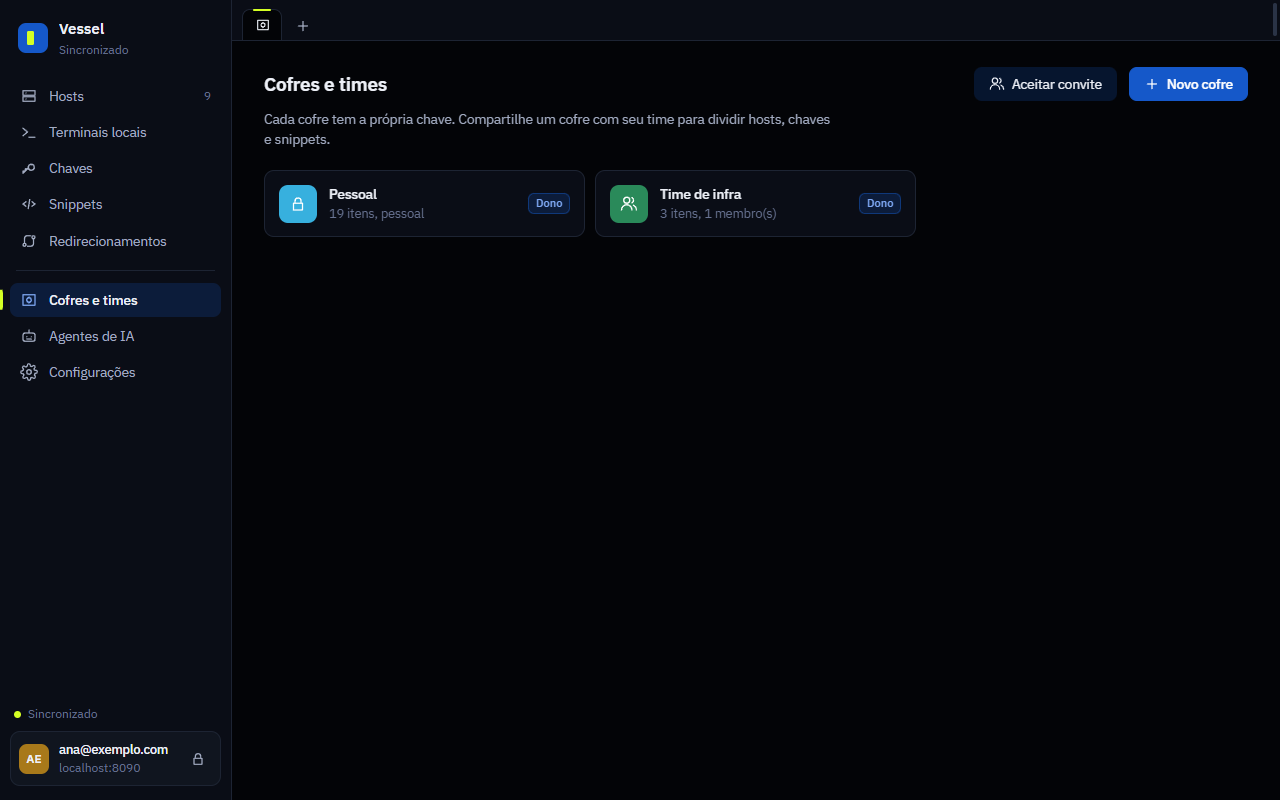 Vessel
Sincronizado
Hosts 9
Terminais locais
Chaves
Snippets
Redirecionamentos
Cofres e times
Agentes de IA
Configurações
Sincronizado
AE
ana@exemplo.com
localhost:8090
Cofres e times
Aceitar convite
Novo cofre
Cada cofre tem a própria chave. Compartilhe um cofre com seu time para dividir hosts, chaves
e snippets.
Pessoal
19 itens, pessoal
Dono
Time de infra
3 itens, 1 membro(s)
Dono